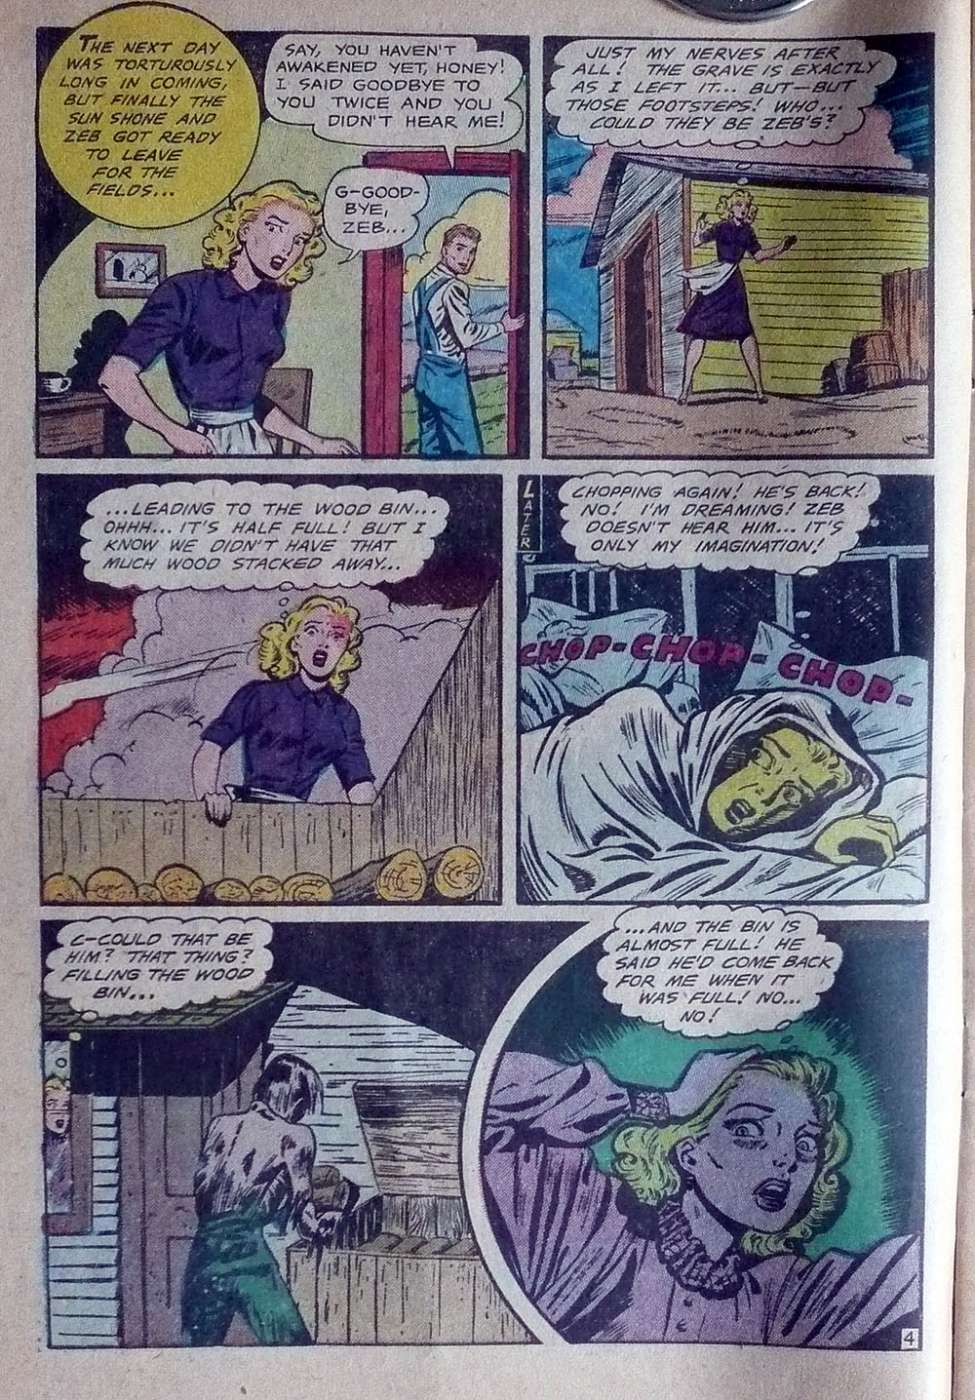 THE NEXT DAY
WAS TORTUROUSLY
LONG IN COMING,
BUT FINALLY THE
SUN SHONE AND
ZEB GOT READY
TO LEAVE
FOR THE
FIELDS...
SAY, YOU HAVEN'T
AWAKENED YET, HONEY!
I SAID GOODBYE TO
YOU TWICE AND YOU
DIDN'T HEAR ME!
G-GOOD-
BYE,
ZEB...
JUST MY NERVES AFTER
ALL! THE GRAVE IS EXACTLY
AS I LEFT IT... BUT-BUT
THOSE FOOTSTEPS! WHO...
COULD THEY BE ZEB'S?
...LEADING TO THE WOOD BIN...
OHHH... IT'S HALF FULL! BUT I
KNOW WE DIDN'T HAVE THAT
MUCH WOOD STACKED AWAY...
LATER
CHOPPING AGAIN! HE'S BACK!
NO! I'M DREAMING! ZEB
DOESN'T HEAR HIM... IT'S
ONLY MY IMAGINATION!
CHOP-CHOP-CHOP-
C-COULD THAT BE
HIM? THAT THING?
FILLING THE WOOD
BIN...
...AND THE BIN IS
ALMOST FULL! HE
SAID HE'D COME BACK
FOR ME WHEN IT
WAS FULL! NO...
NO!
4